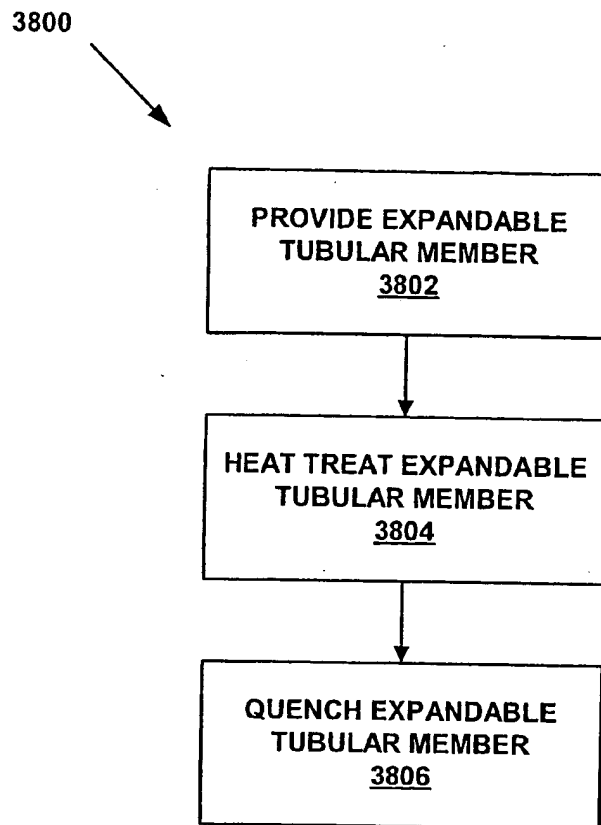 3800
PROVIDE EXPANDABLE
TUBULAR MEMBER
3802
HEAT TREAT EXPANDABLE
TUBULAR MEMBER
3804
QUENCH EXPANDABLE
TUBULAR MEMBER
3806